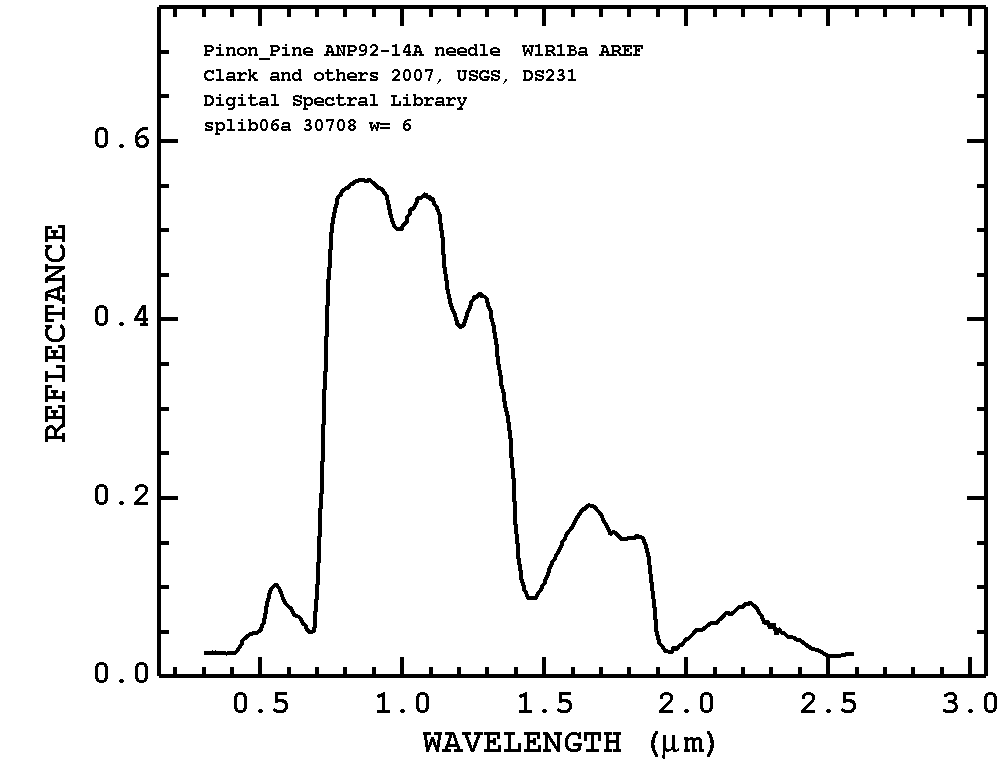 Pinon_Pine ANP92-14A needle  W1R1Ba AREF
Clark and others 2007, USGS, DS231
Digital Spectral Library
splib06a 30708 w= 6
0.6
0.4
0.2
0.0
REFLECTANCE
0.5 1.0 1.5 2.0 2.5 3.0
WAVELENGTH (μm)